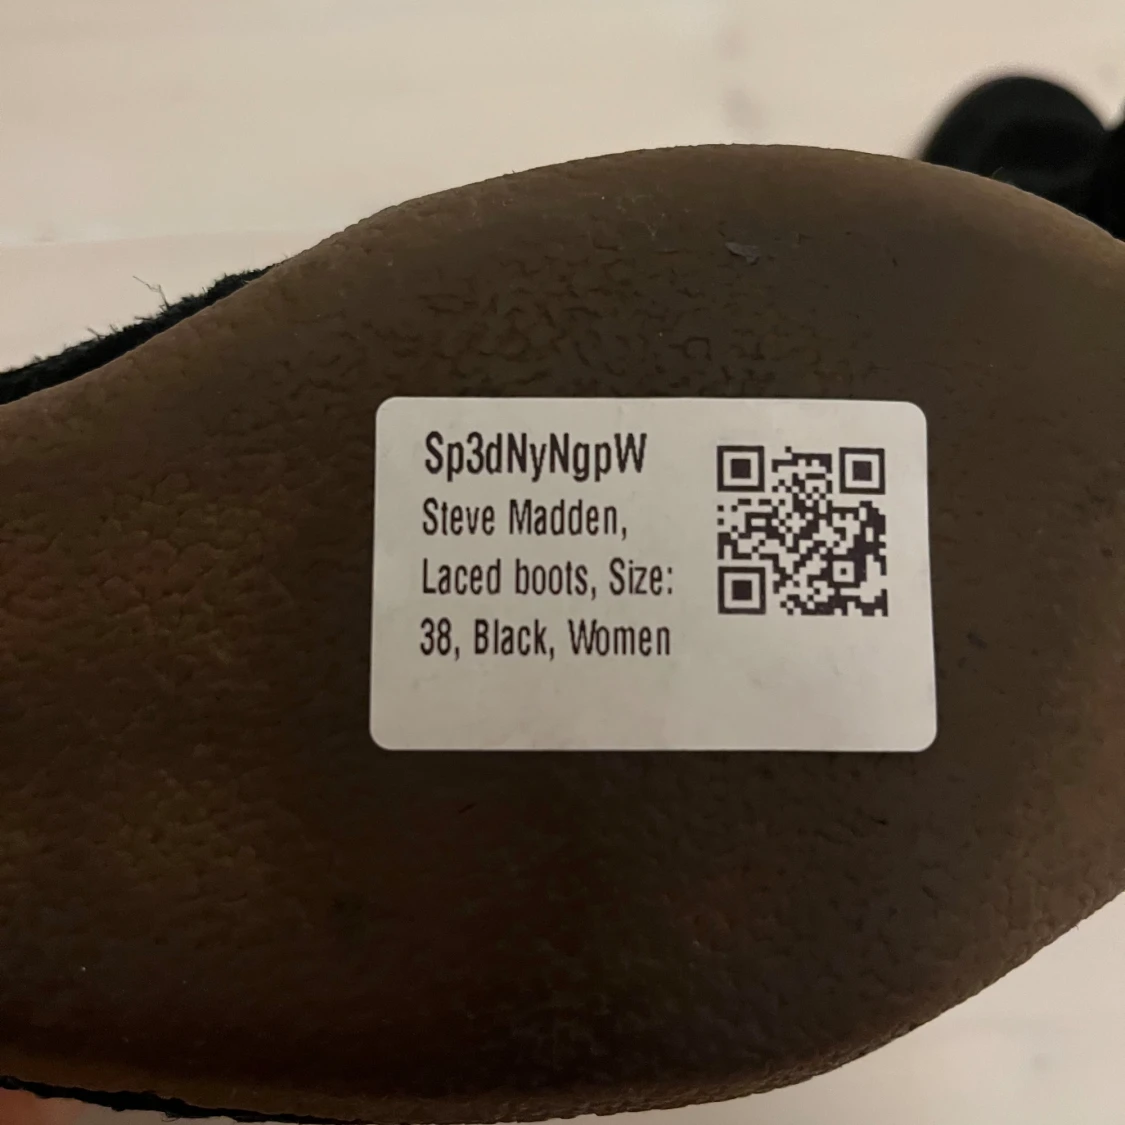 Sp3dNyNgpW
Steve Madden,
Laced boots, Size:
38, Black, Women